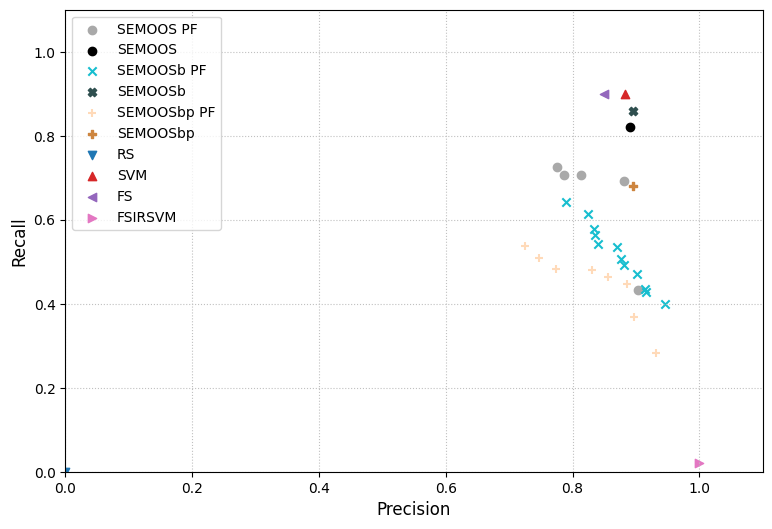 1.0
0.8
0.6
0.4
0.2
0.0
Recall
SEMOOS PF
SEMOOS
SEMOOSb PF
SEMOOSb
SEMOOSbp PF
SEMOOSbp
RS
SVM
FS
FSIRSVM
0.0 0.2 0.4 0.6 0.8 1.0
Precision